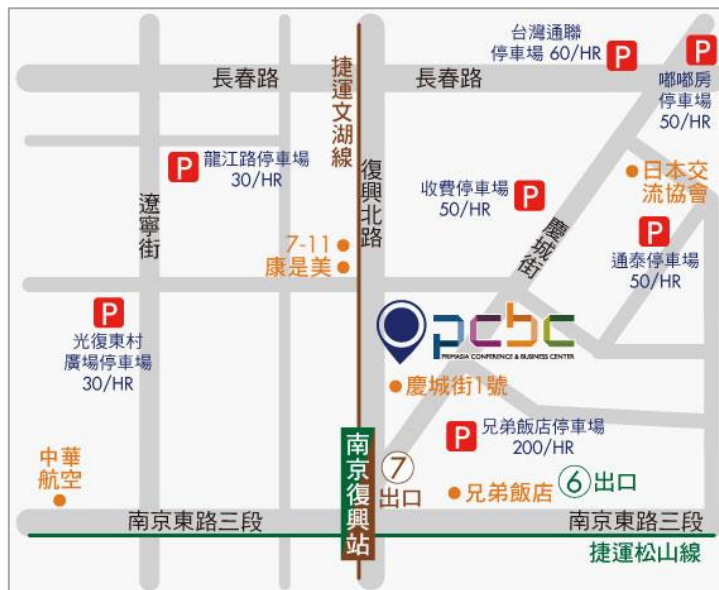 台灣通聯
停車場 60/HR
P
P
嘟嘟房
停車場
50/HR
長春路
長春路
捷運文湖線
P
龍江路停車場
30/HR
復興北路
遼寧街
收費停車場
50/HR
P
日本交
流協會
慶城街
P
通泰停車場
50/HR
7-11
康是美
P
光復東村
廣場停車場
30/HR
pcbc
PRIMASIA CONFERENCE & BUSINESS CENTER
慶城街1號
P
兄弟飯店停車場
200/HR
南京復興站
7
出口
兄弟飯店
6出口
中華
航空
南京東路三段
南京東路三段
捷運松山線